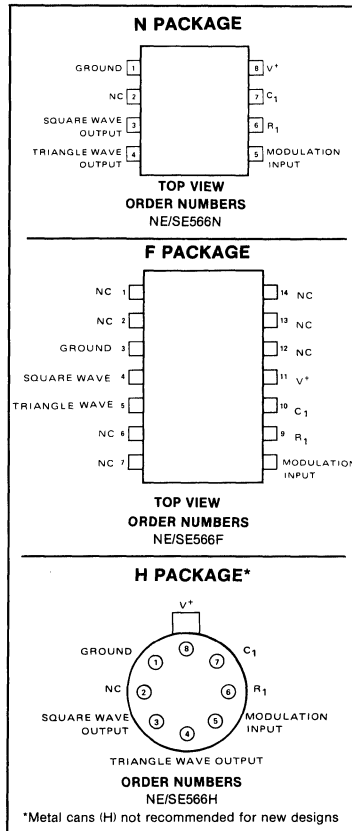 N PACKAGE
GROUND 1
8 V+
NC 2
7 C1
SQUARE WAVE OUTPUT 3
6 R1
TRIANGLE WAVE OUTPUT 4
5 MODULATION INPUT
TOP VIEW
ORDER NUMBERS
NE/SE566N
F PACKAGE
NC 1
14 NC
NC 2
13 NC
GROUND 3
12 NC
SQUARE WAVE 4
11 V+
TRIANGLE WAVE 5
10 C1
NC 6
9 R1
NC 7
MODULATION INPUT
TOP VIEW
ORDER NUMBERS
NE/SE566F
H PACKAGE*
V+
8
GROUND 1
7 C1
NC 2
6 R1
SQUARE WAVE OUTPUT 3
5 MODULATION INPUT
4
TRIANGLE WAVE OUTPUT
ORDER NUMBERS
NE/SE566H
*Metal cans (H) not recommended for new designs